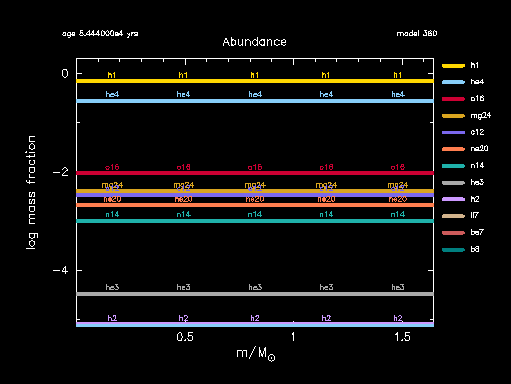 age 5.444000e4 yrs
model 360
Abundance
log mass fraction
0
−2
−4
h1 h1 h1 h1 h1
he4 he4 he4 he4 he4
o16 o16 o16 o16 o16
mg24 mg24 mg24 mg24 mg24
ne20 ne20 ne20 ne20 ne20
n14 n14 n14 n14 n14
he3 he3 he3 he3 he3
h2 h2 h2 h2 h2
0.5 1 1.5
m/M☉
h1
he4
o16
mg24
c12
ne20
n14
he3
h2
li7
be7
b8